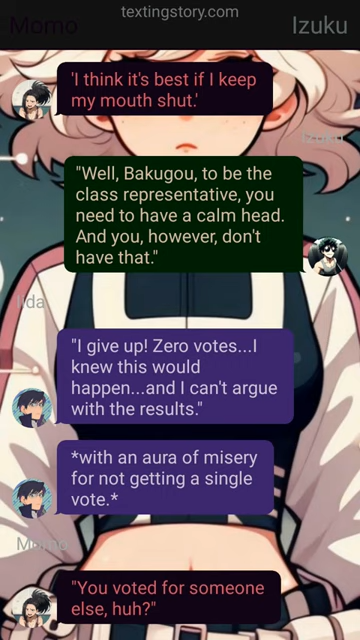 textingstory.com
Momo
Izuku
'I think it's best if I keep
my mouth shut.'
Izuku
"Well, Bakugou, to be the
class representative, you
need to have a calm head.
And you, however, don't
have that."
Iida
"I give up! Zero votes...I
knew this would
happen...and I can't argue
with the results."
*with an aura of misery
for not getting a single
vote.*
Momo
"You voted for someone
else, huh?"